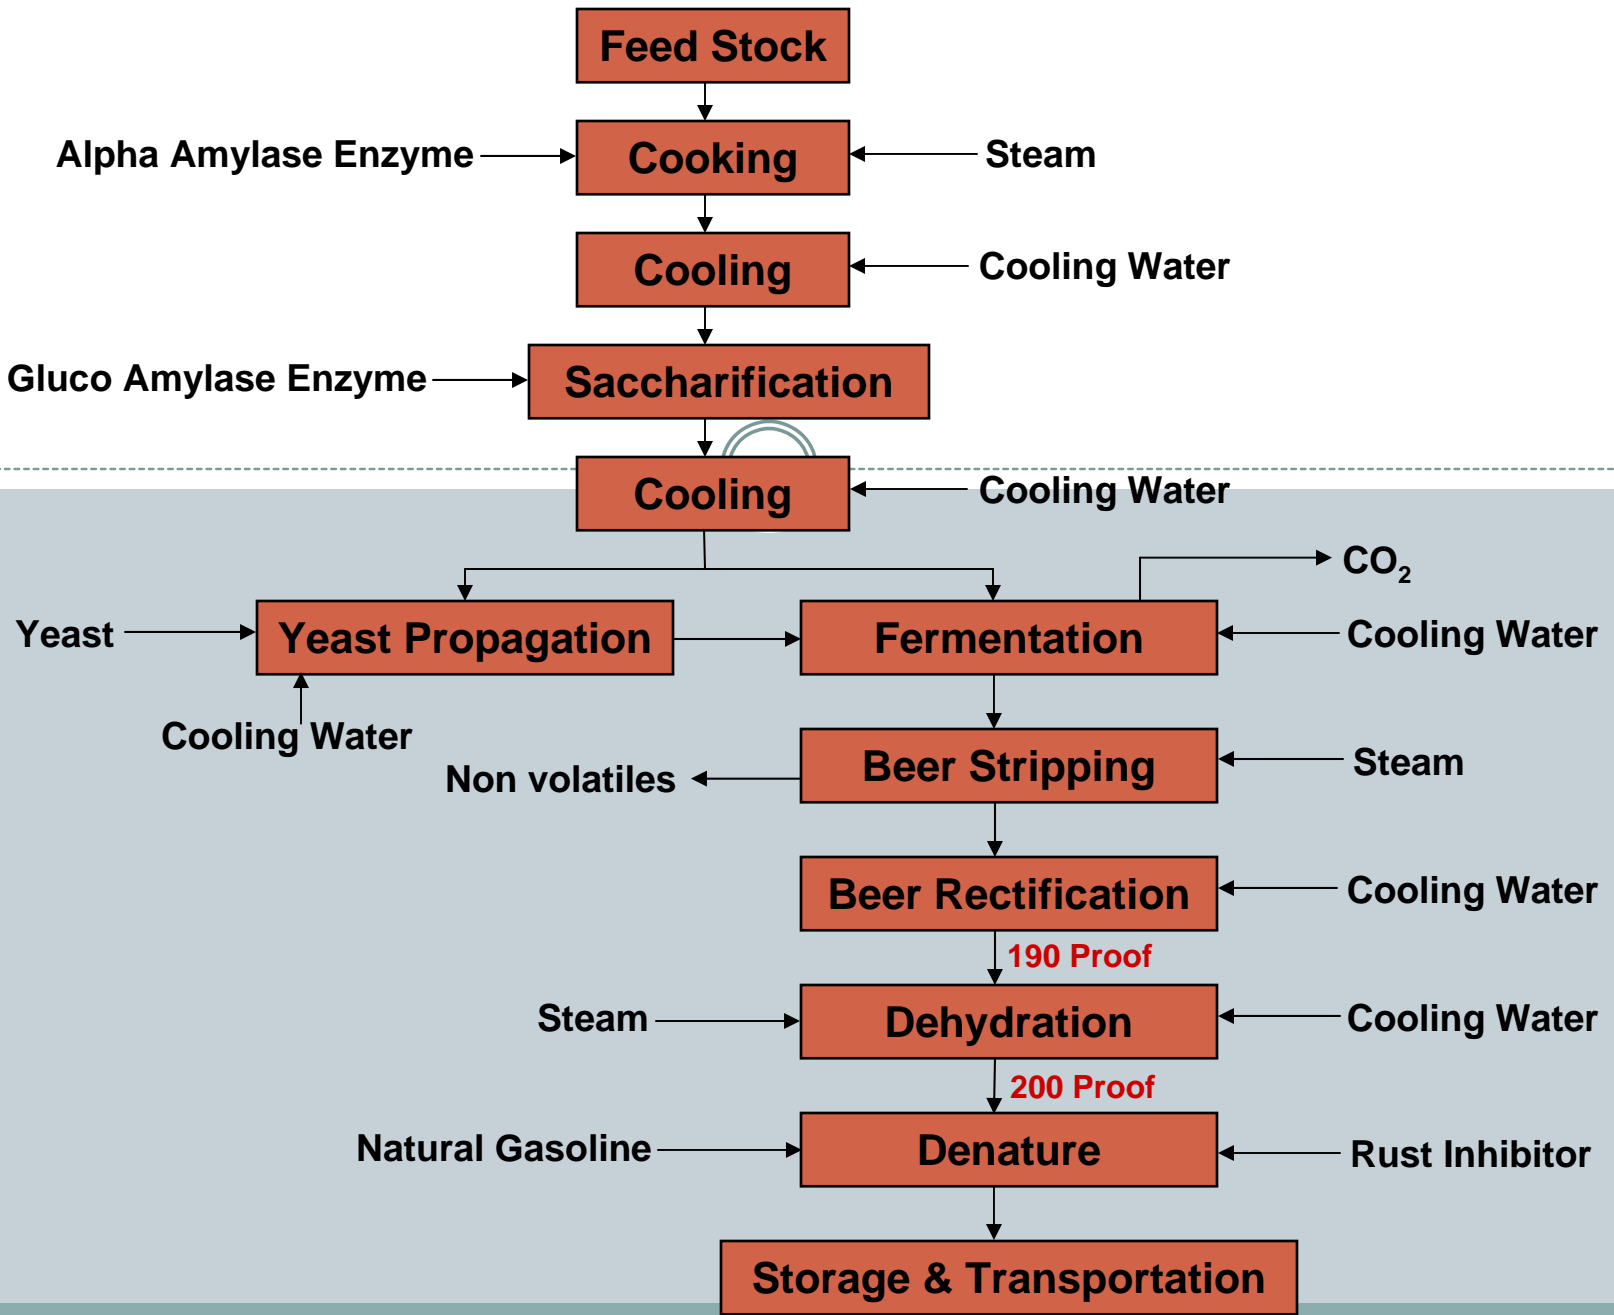 Feed Stock
Alpha Amylase Enzyme
Cooking
Steam
Cooling
Cooling Water
Gluco Amylase Enzyme
Saccharification
Cooling
Cooling Water
CO₂
Yeast
Yeast Propagation
Fermentation
Cooling Water
Cooling Water
Non volatiles
Beer Stripping
Steam
Beer Rectification
Cooling Water
190 Proof
Steam
Dehydration
Cooling Water
200 Proof
Natural Gasoline
Denature
Rust Inhibitor
Storage & Transportation